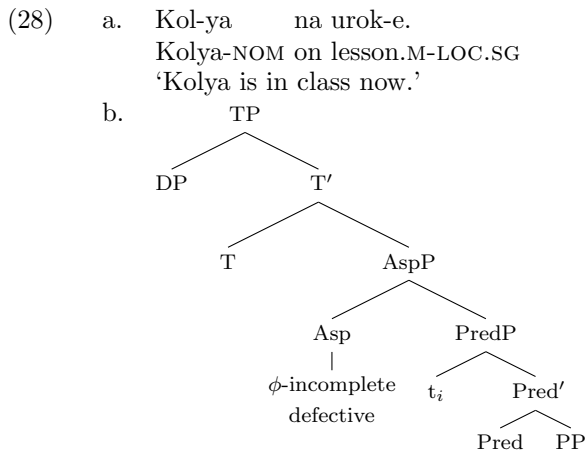 (28) a. Kol-ya na urok-e.
Kolya-NOM on lesson.M-LOC.SG
‘Kolya is in class now.’
b. TP
DP T′
T AspP
Asp PredP
ϕ-incomplete
defective
t_i Pred′
Pred PP